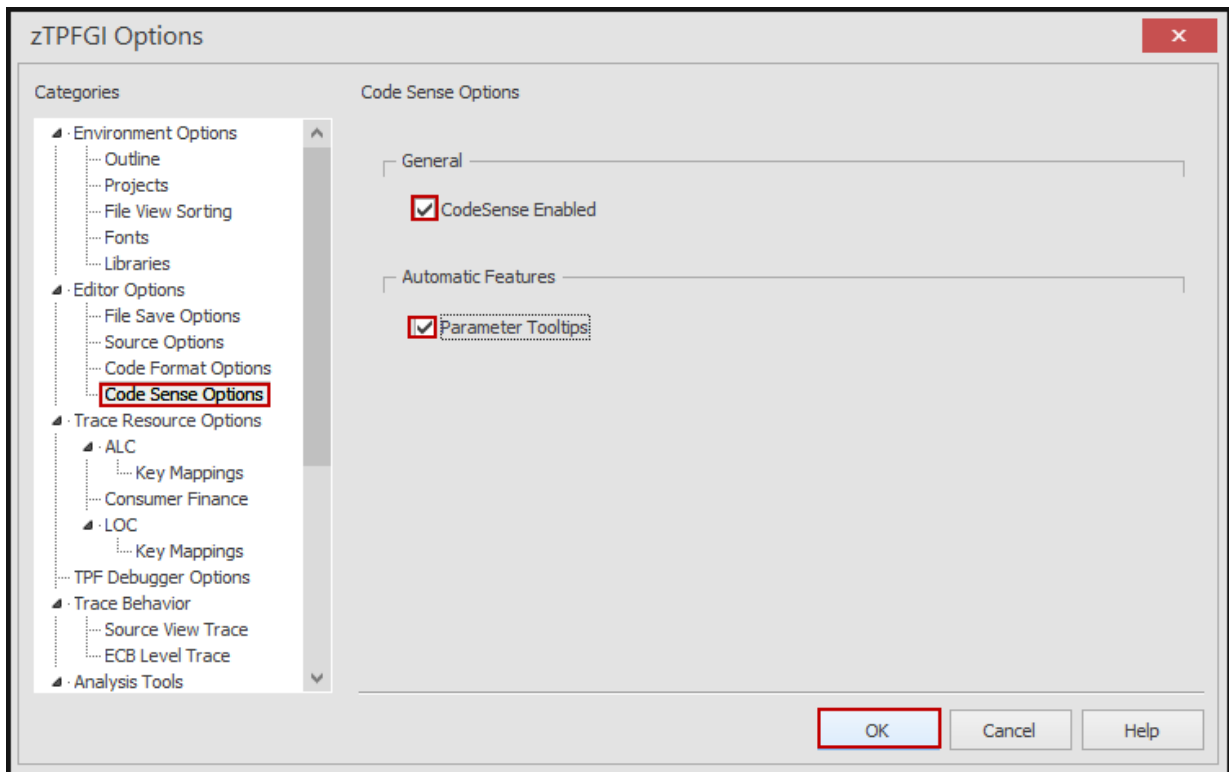 zTPFGI Options
Categories
Environment Options
Outline
Projects
File View Sorting
Fonts
Libraries
Editor Options
File Save Options
Source Options
Code Format Options
Code Sense Options
Trace Resource Options
ALC
Key Mappings
Consumer Finance
LOC
Key Mappings
TPF Debugger Options
Trace Behavior
Source View Trace
ECB Level Trace
Analysis Tools
Code Sense Options
General
CodeSense Enabled
Automatic Features
Parameter Tooltips
OK Cancel Help